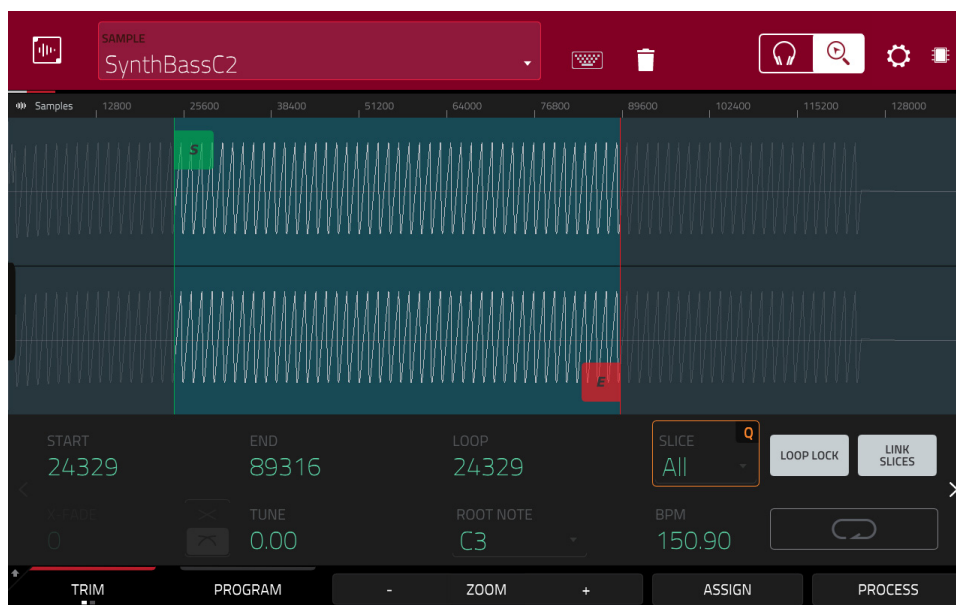 SAMPLE
SynthBassC2
Samples 12800 25600 38400 51200 64000 76800 89600 102400 115200 128000
S
E
START END LOOP SLICE Q
24329 89316 24329 All LOOP LOCK LINK SLICES
X-FADE TUNE ROOT NOTE BPM
0 0.00 C3 150.90
TRIM PROGRAM - ZOOM + ASSIGN PROCESS